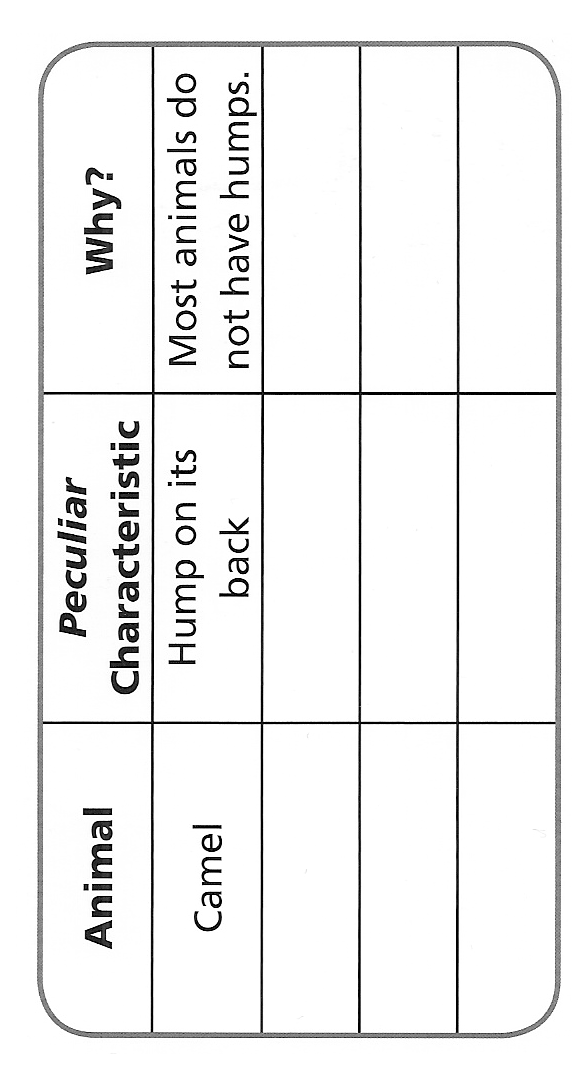 Animal
Peculiar
Characteristic
Why?
Camel
Hump on its
back
Most animals do
not have humps.